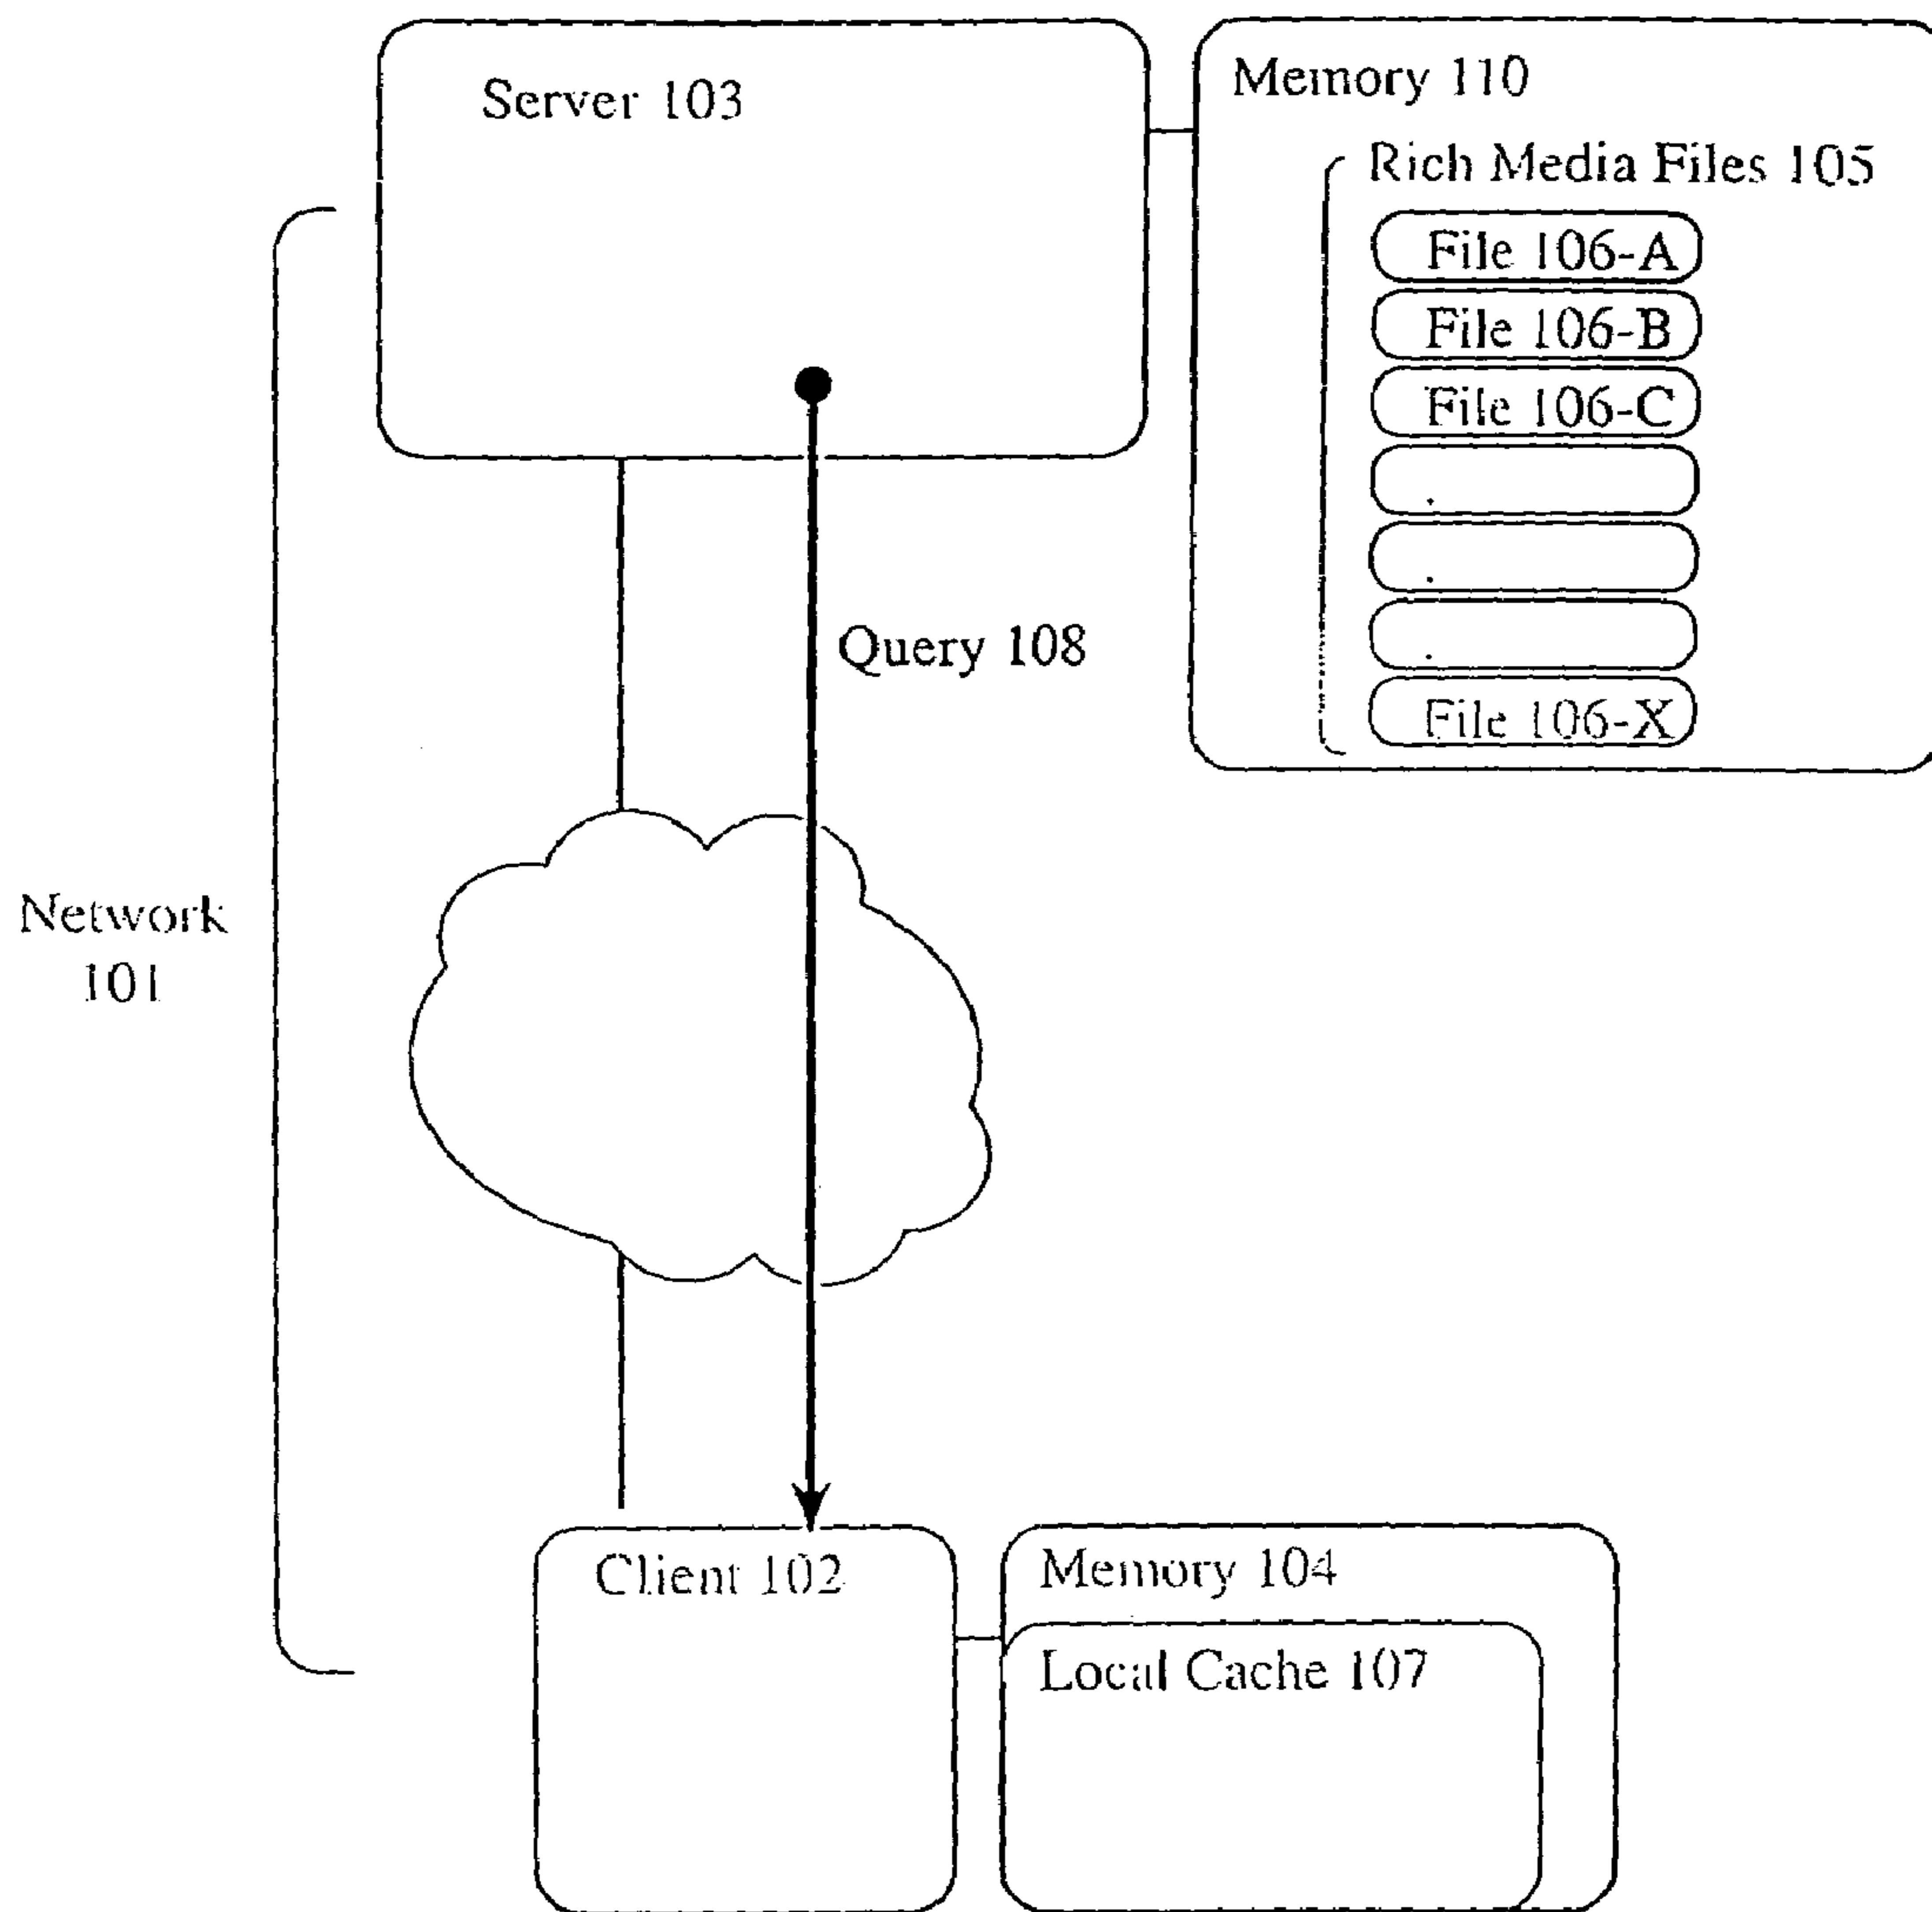 Server 103
Memory 110
Rich Media Files 105
File 106-A
File 106-B
File 106-C
.
.
.
File 106-X
Query 108
Network
101
Client 102
Memory 104
Local Cache 107